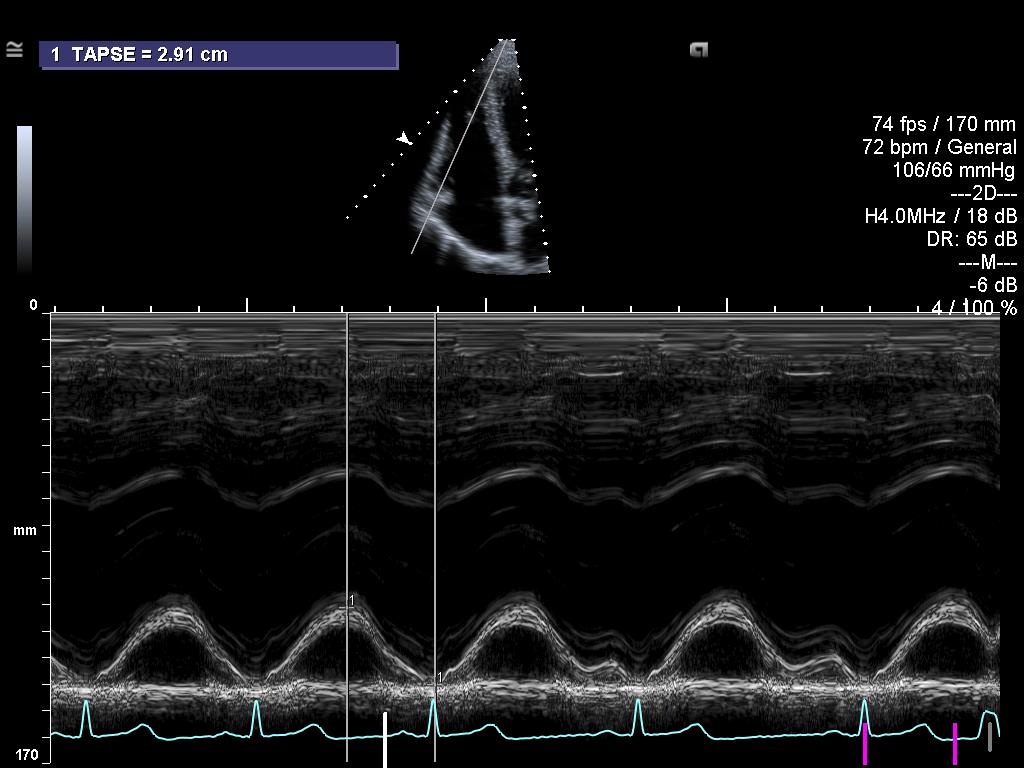 1 TAPSE = 2.91 cm
74 fps / 170 mm
72 bpm / General
106/66 mmHg
---2D---
H4.0MHz / 18 dB
DR: 65 dB
---M---
-6 dB
4 / 100 %
0
mm
1
1
170